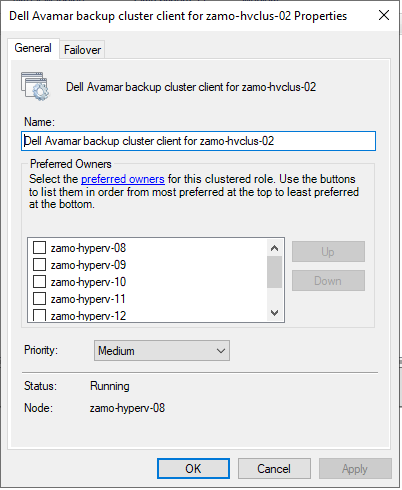 Dell Avamar backup cluster client for zamo-hvclus-02 Properties
General
Failover
Dell Avamar backup cluster client for zamo-hvclus-02
Name:
Dell Avamar backup cluster client for zamo-hvclus-02
Preferred Owners
Select the preferred owners for this clustered role. Use the buttons
to list them in order from most preferred at the top to least preferred
at the bottom.
zamo-hyperv-08
zamo-hyperv-09
zamo-hyperv-10
zamo-hyperv-11
zamo-hyperv-12
Up
Down
Priority:
Medium
Status:
Running
Node:
zamo-hyperv-08
OK
Cancel
Apply